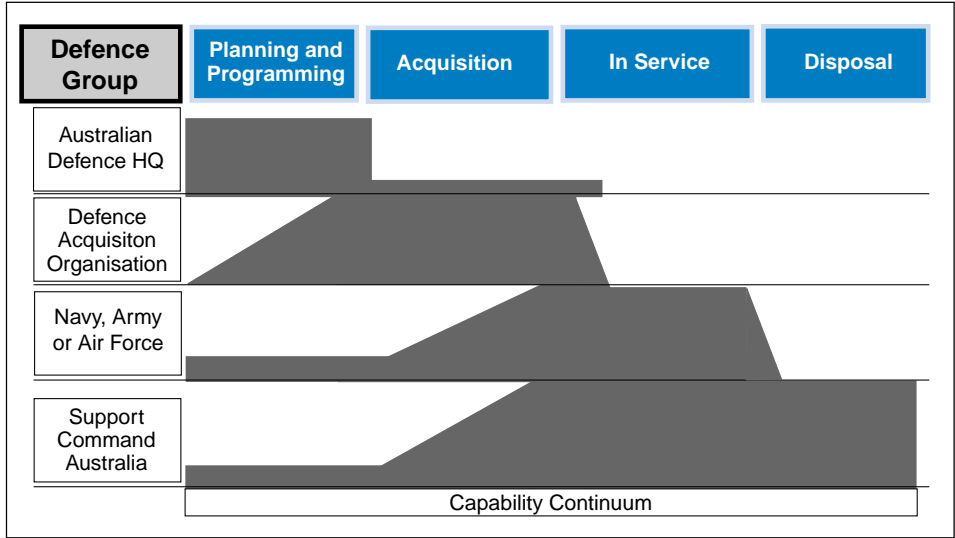 Defence
Group
Planning and
Programming
Acquisition
In Service
Disposal
Australian
Defence HQ
Defence
Acquisiton
Organisation
Navy, Army
or Air Force
Support
Command
Australia
Capability Continuum